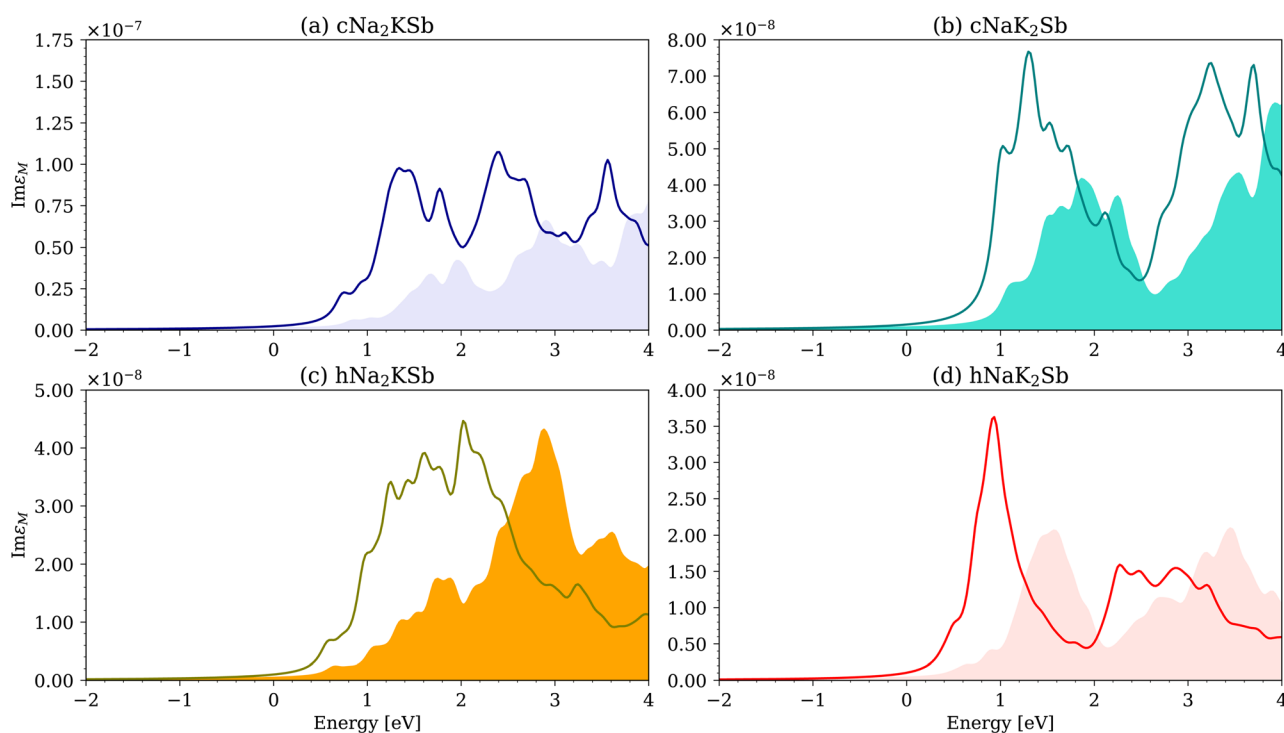 ×10⁻⁷ (a) cNa₂KSb
1.75
1.50
1.25
1.00
0.75
0.50
0.25
0.00
Imε_M
−2 −1 0 1 2 3 4
×10⁻⁸ (b) cNaK₂Sb
8.00
7.00
6.00
5.00
4.00
3.00
2.00
1.00
0.00
−2 −1 0 1 2 3 4
×10⁻⁸ (c) hNa₂KSb
5.00
4.00
3.00
2.00
1.00
0.00
Imε_M
−2 −1 0 1 2 3 4
Energy [eV]
×10⁻⁸ (d) hNaK₂Sb
4.00
3.50
3.00
2.50
2.00
1.50
1.00
0.50
0.00
−2 −1 0 1 2 3 4
Energy [eV]